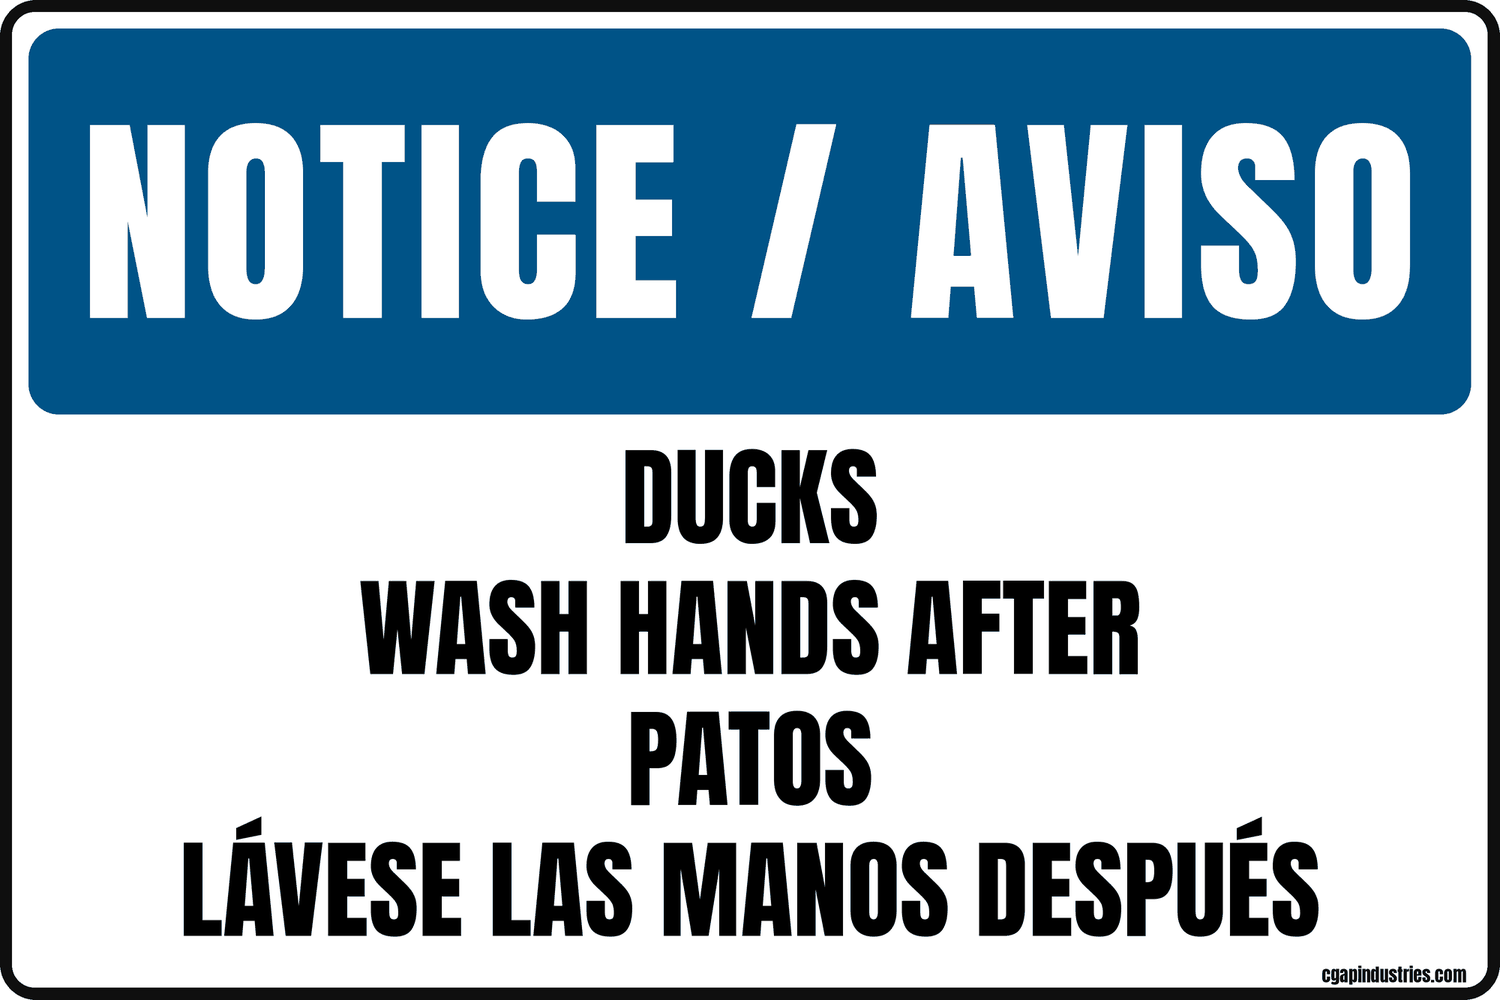 NOTICE / AVISO
DUCKS
WASH HANDS AFTER
PATOS
LÁVESE LAS MANOS DESPUÉS
cgapindustries.com